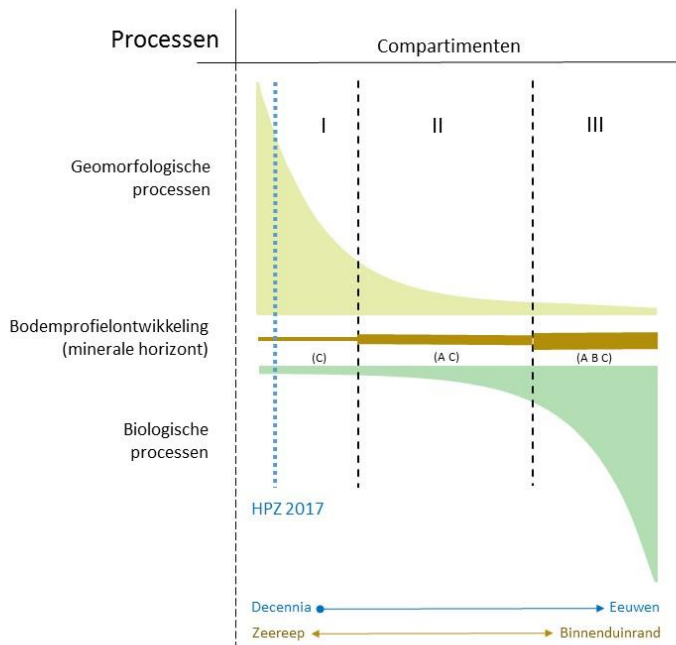 Processen
Compartimenten
I
II
III
Geomorfologische
processen
Bodemprofielontwikkeling
(minerale horizont)
(C)
(A C)
(A B C)
Biologische
processen
HPZ 2017
Decennia
Eeuwen
Zeereep
Binnenduinrand